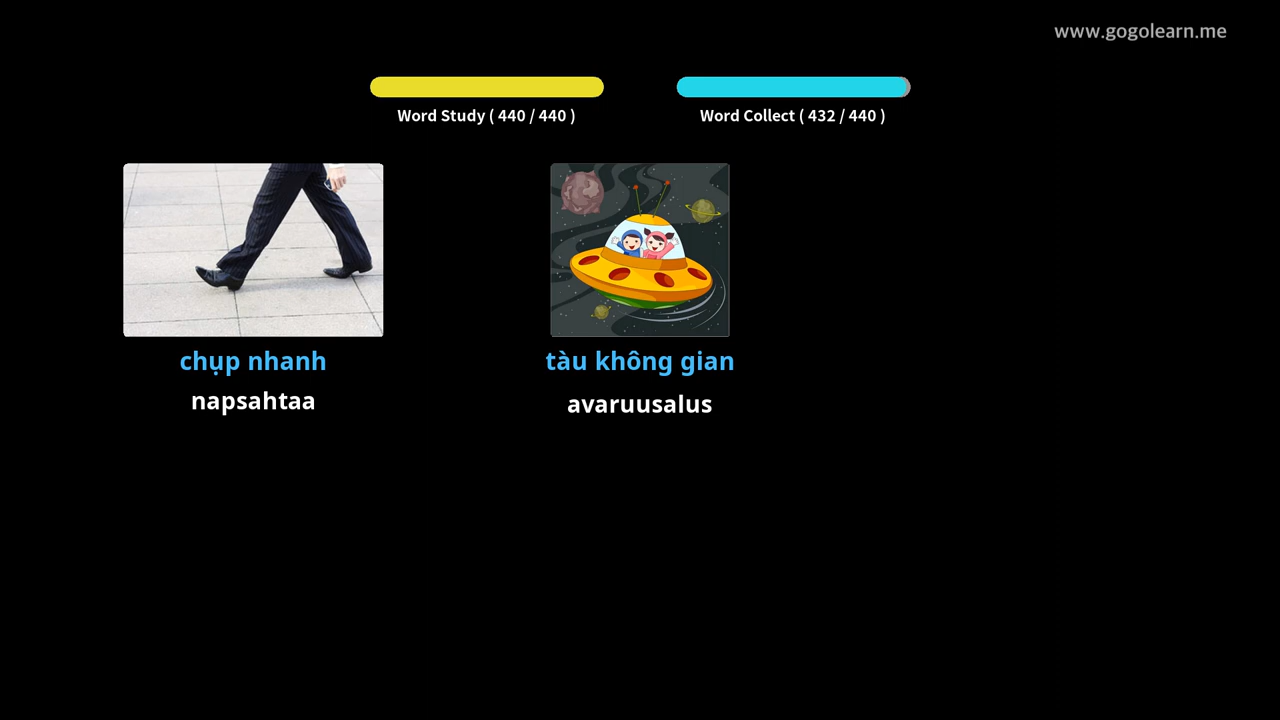 www.gogolearn.me
Word Study ( 440 / 440 )
Word Collect ( 432 / 440 )
chụp nhanh
napsahtaa
tàu không gian
avaruusalus